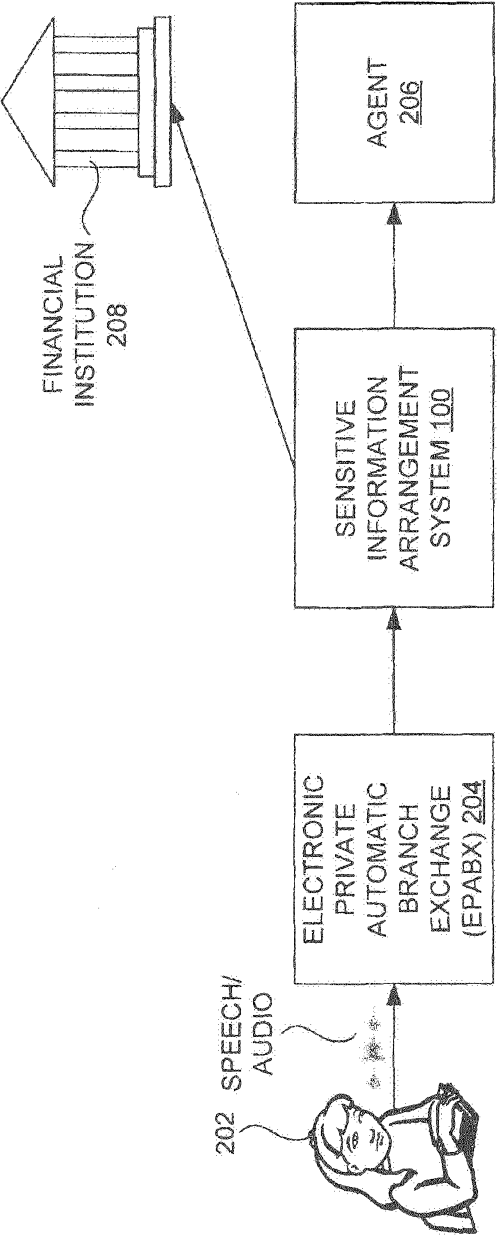 202
SPEECH/
AUDIO
ELECTRONIC
PRIVATE
AUTOMATIC
BRANCH
EXCHANGE
(EPABX) 204
SENSITIVE
INFORMATION
ARRANGEMENT
SYSTEM 100
FINANCIAL
INSTITUTION
208
AGENT
206